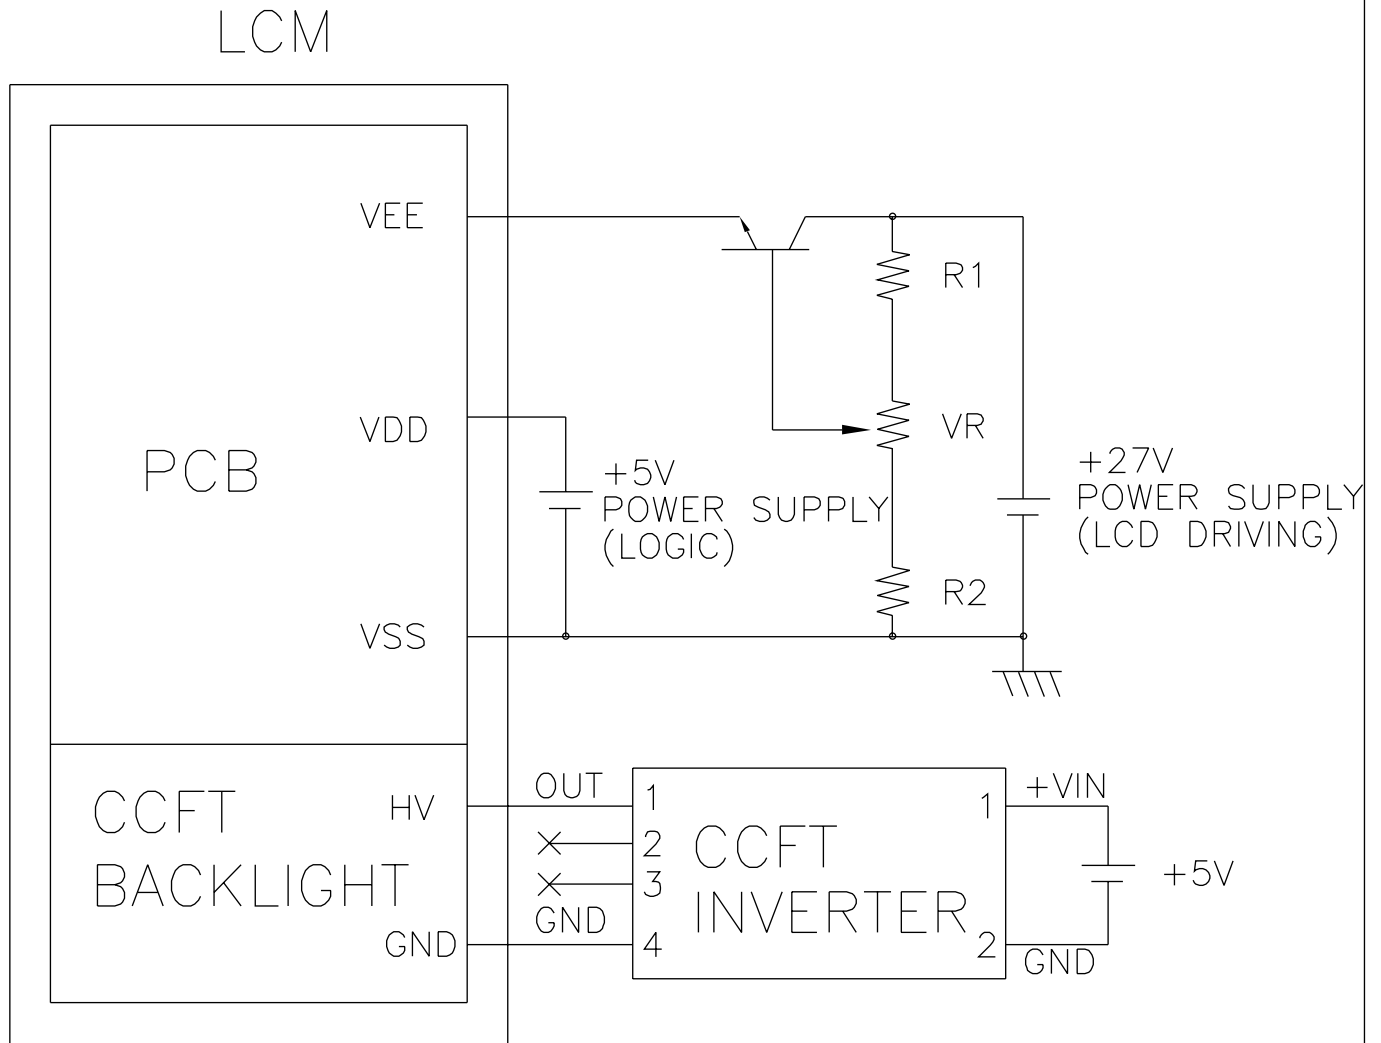 LCM
VEE
R1
VDD
VR
PCB
+5V
POWER SUPPLY
(LOGIC)
+27V
POWER SUPPLY
(LCD DRIVING)
R2
VSS
CCFT
BACKLIGHT
HV
GND
OUT
GND
1
2
3
4
CCFT
INVERTER
1
2
+VIN
+5V
GND